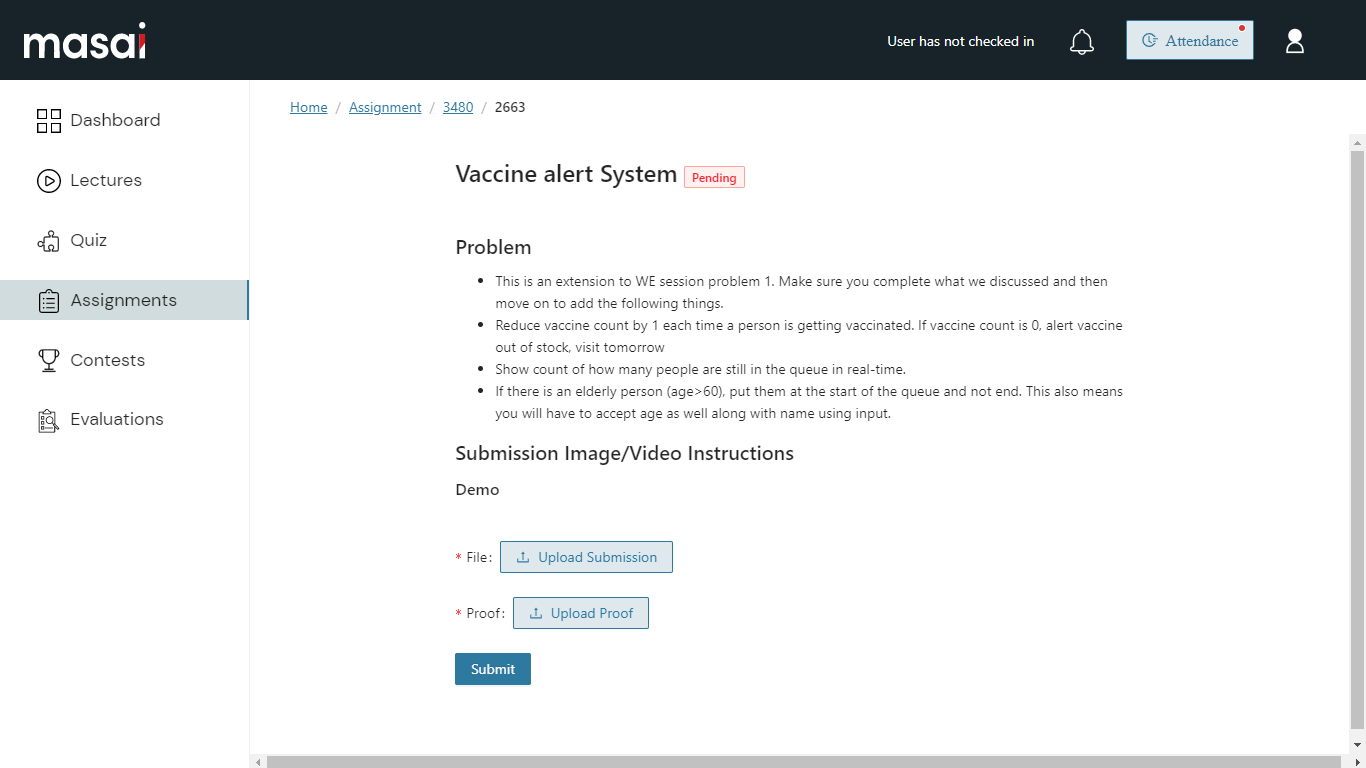 masai
User has not checked in
Attendance
Dashboard
Lectures
Quiz
Assignments
Contests
Evaluations
Home / Assignment / 3480 / 2663
Vaccine alert System Pending
Problem
• This is an extension to WE session problem 1. Make sure you complete what we discussed and then
move on to add the following things.
• Reduce vaccine count by 1 each time a person is getting vaccinated. If vaccine count is 0, alert vaccine
out of stock, visit tomorrow
• Show count of how many people are still in the queue in real-time.
• If there is an elderly person (age>60), put them at the start of the queue and not end. This also means
you will have to accept age as well along with name using input.
Submission Image/Video Instructions
Demo
* File: Upload Submission
* Proof: Upload Proof
Submit